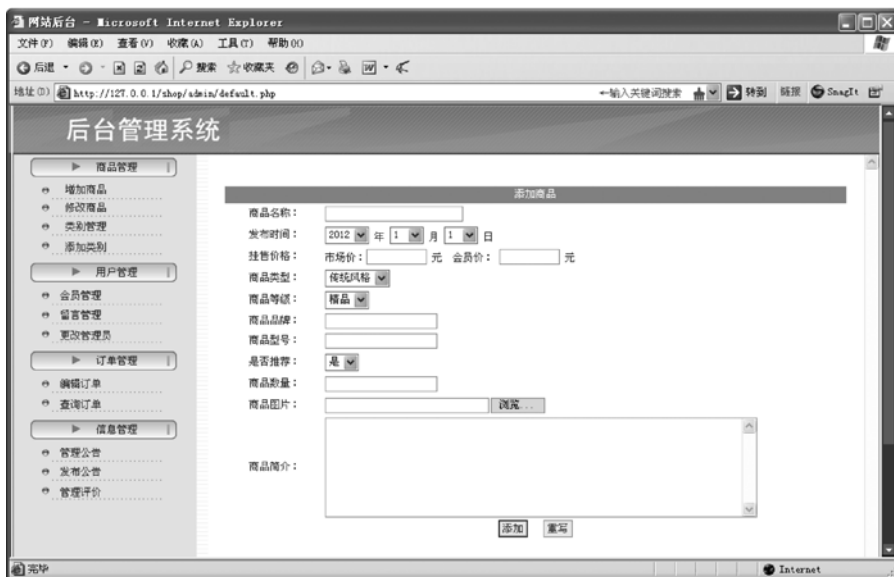 网站后台 - Microsoft Internet Explorer
文件(F) 编辑(E) 查看(V) 收藏(A) 工具(T) 帮助(H)
后退 搜索 收藏夹
地址(D) http://127.0.0.1/shop/admin/default.php 输入关键词搜索 转到 链接 SnagIt
后台管理系统
商品管理
增加商品
修改商品
类别管理
添加类别
用户管理
会员管理
留言管理
更改管理员
订单管理
编辑订单
查询订单
信息管理
管理公告
发布公告
管理评价
添加商品
商品名称：
发布时间： 2012 年 1 月 1 日
挂售价格： 市场价： 元 会员价： 元
商品类型： 传统风格
商品等级： 精品
商品品牌：
商品型号：
是否推荐： 是
商品数量：
商品图片： 浏览...
商品简介：
添加 重写
完毕 Internet